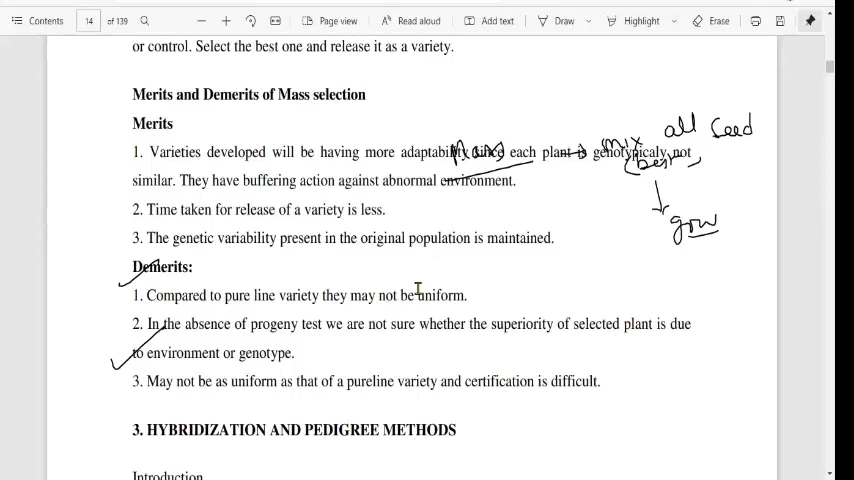 Contents
14 of 139
Page view
Read aloud
Add text
Draw
Highlight
Erase
or control. Select the best one and release it as a variety.
Merits and Demerits of Mass selection
Merits
all seed
mix
1. Varieties developed will be having more adaptability since each plant is genotypicaly not
Mass
(best)
similar. They have buffering action against abnormal environment.
2. Time taken for release of a variety is less.
grow
3. The genetic variability present in the original population is maintained.
Demerits:
1. Compared to pure line variety they may not be uniform.
2. In the absence of progeny test we are not sure whether the superiority of selected plant is due
to environment or genotype.
3. May not be as uniform as that of a pureline variety and certification is difficult.
3. HYBRIDIZATION AND PEDIGREE METHODS
Introduction